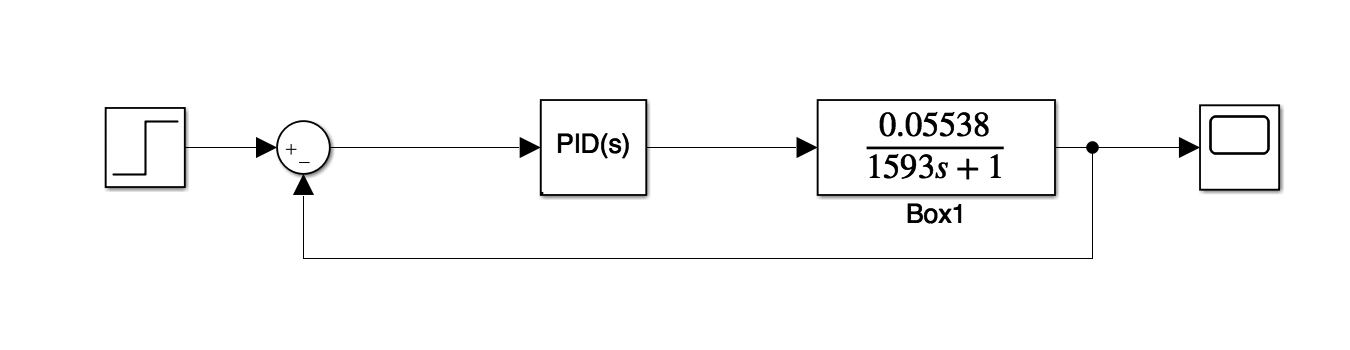 +
−
PID(s)
0.05538
1593s + 1
Box1